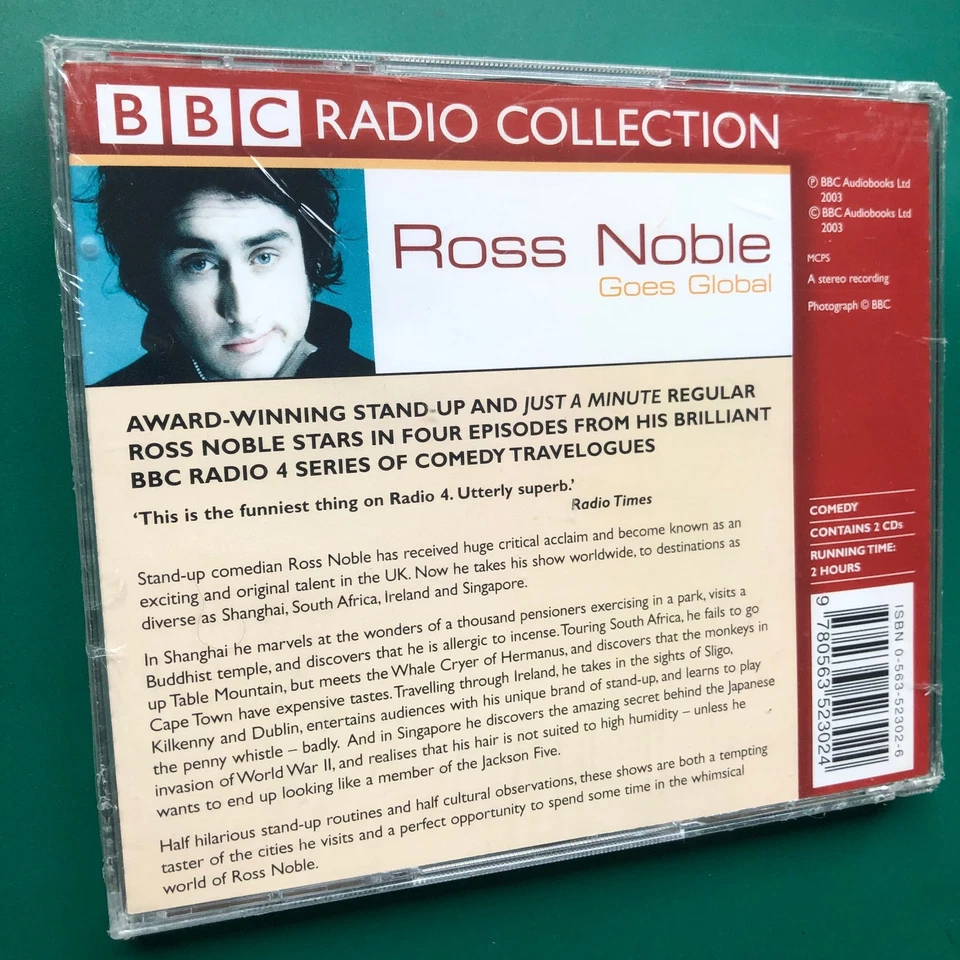 BBC RADIO COLLECTION
Ross Noble
Goes Global
AWARD-WINNING STAND-UP AND JUST A MINUTE REGULAR
ROSS NOBLE STARS IN FOUR EPISODES FROM HIS BRILLIANT
BBC RADIO 4 SERIES OF COMEDY TRAVELOGUES
‘This is the funniest thing on Radio 4. Utterly superb.’
Radio Times
Stand-up comedian Ross Noble has received huge critical acclaim and become known as an
exciting and original talent in the UK. Now he takes his show worldwide, to destinations as
diverse as Shanghai, South Africa, Ireland and Singapore.
In Shanghai he marvels at the wonders of a thousand pensioners exercising in a park, visits a
Buddhist temple, and discovers that he is allergic to incense. Touring South Africa, he fails to go
up Table Mountain, but meets the Whale Cryer of Hermanus, and discovers that the monkeys in
Cape Town have expensive tastes. Travelling through Ireland, he takes in the sights of Sligo,
Kilkenny and Dublin, entertains audiences with his unique brand of stand-up, and learns to play
the penny whistle – badly. And in Singapore he discovers the amazing secret behind the Japanese
invasion of World War II, and realises that his hair is not suited to high humidity – unless he
wants to end up looking like a member of the Jackson Five.
Half hilarious stand-up routines and half cultural observations, these shows are both a tempting
taster of the cities he visits and a perfect opportunity to spend some time in the whimsical
world of Ross Noble.
℗ BBC Audiobooks Ltd
2003
© BBC Audiobooks Ltd
2003
MCPS
A stereo recording
Photograph © BBC
COMEDY
CONTAINS 2 CDs
RUNNING TIME:
2 HOURS
ISBN 0-563-52302-6
9 780563 523024